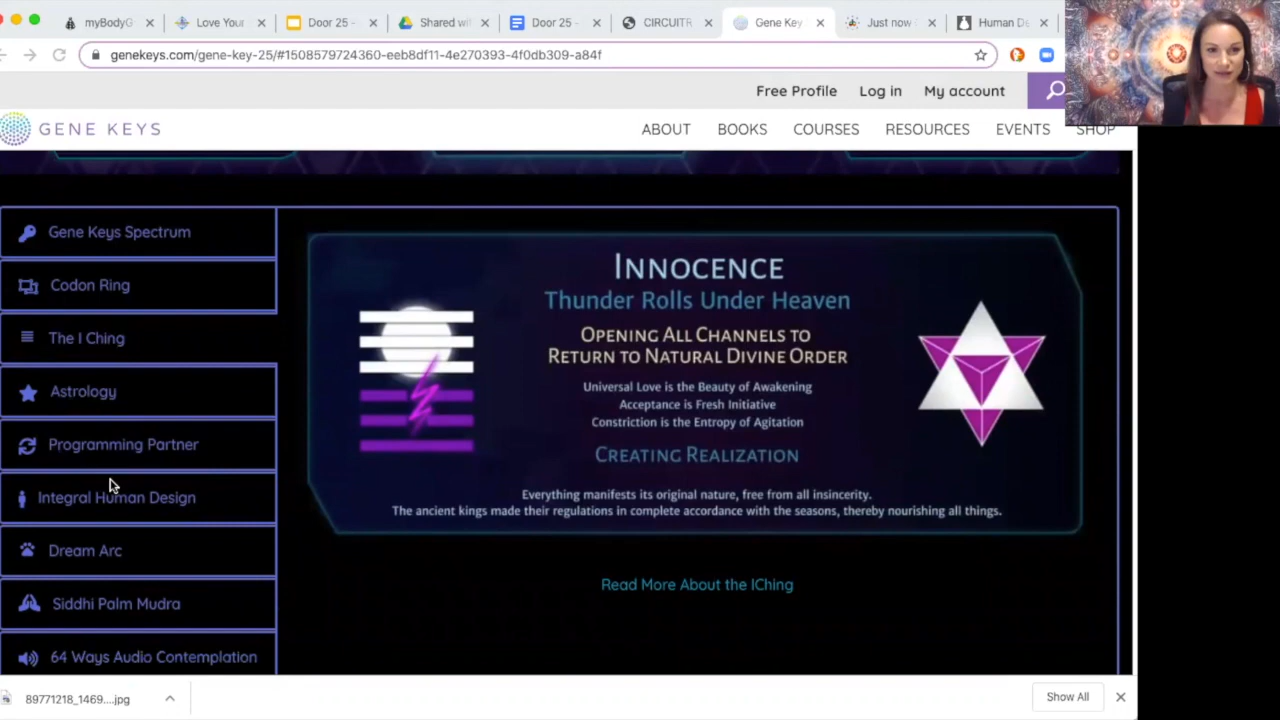 myBodyG
Love Your
Door 25 -
Shared wi
Door 25 -
CIRCUITR
Gene Key
Just now
Human De
genekeys.com/gene-key-25/#1508579724360-eeb8df11-4e270393-4f0db309-a84f
Free Profile
Log in
My account
GENE KEYS
ABOUT
BOOKS
COURSES
RESOURCES
EVENTS
SHOP
Gene Keys Spectrum
Codon Ring
The I Ching
Astrology
Programming Partner
Integral Human Design
Dream Arc
Siddhi Palm Mudra
64 Ways Audio Contemplation
INNOCENCE
Thunder Rolls Under Heaven
OPENING ALL CHANNELS TO
RETURN TO NATURAL DIVINE ORDER
Universal Love is the Beauty of Awakening
Acceptance is Fresh Initiative
Constriction is the Entropy of Agitation
CREATING REALIZATION
Everything manifests its original nature, free from all insincerity.
The ancient kings made their regulations in complete accordance with the seasons, thereby nourishing all things.
Read More About the IChing
89771218_1469....jpg
Show All